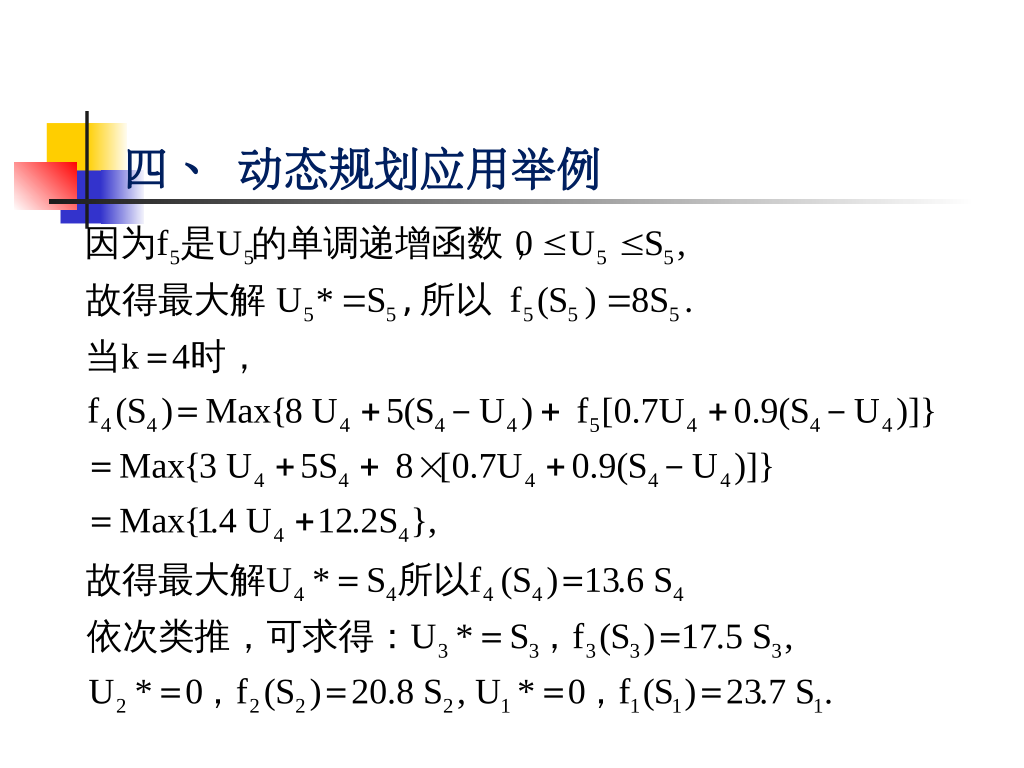 四、 动态规划应用举例
因为f₅是U₅的单调递增函数，0≤U₅≤S₅,
故得最大解 U₅*＝S₅,所以 f₅(S₅)＝8S₅.
当k＝4时，
f₄(S₄)＝Max{8 U₄＋5(S₄－U₄)＋ f₅[0.7U₄＋0.9(S₄－U₄)]}
＝Max{3 U₄＋5S₄＋ 8×[0.7U₄＋0.9(S₄－U₄)]}
＝Max{1.4 U₄＋12.2S₄},
故得最大解U₄*＝S₄所以f₄(S₄)＝13.6 S₄
依次类推，可求得：U₃*＝S₃，f₃(S₃)＝17.5 S₃,
U₂*＝0，f₂(S₂)＝20.8 S₂, U₁*＝0，f₁(S₁)＝23.7 S₁.